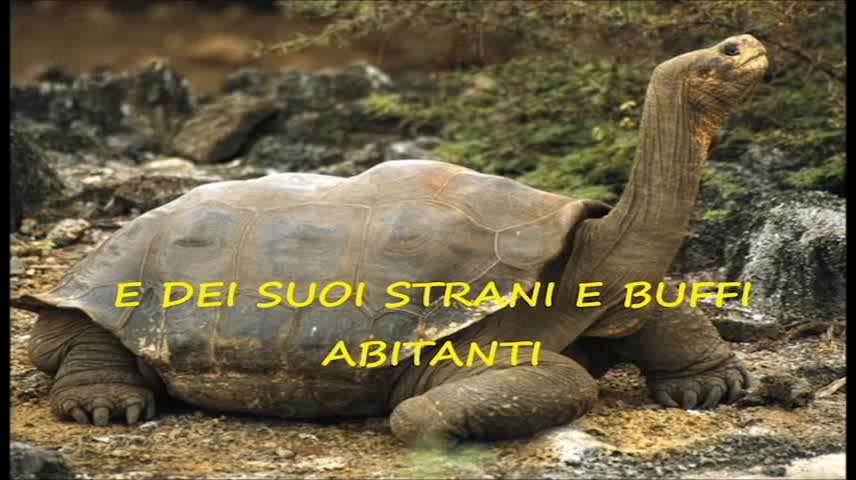 E DEI SUOI STRANI E BUFFI
ABITANTI